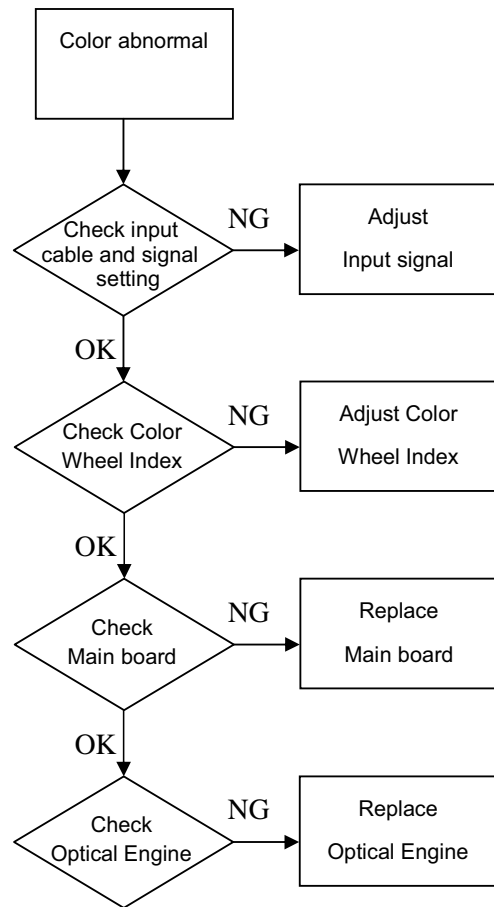 Color abnormal
Check input
cable and signal
setting
NG
Adjust
Input signal
OK
Check Color
Wheel Index
NG
Adjust Color
Wheel Index
OK
Check
Main board
NG
Replace
Main board
OK
Check
Optical Engine
NG
Replace
Optical Engine